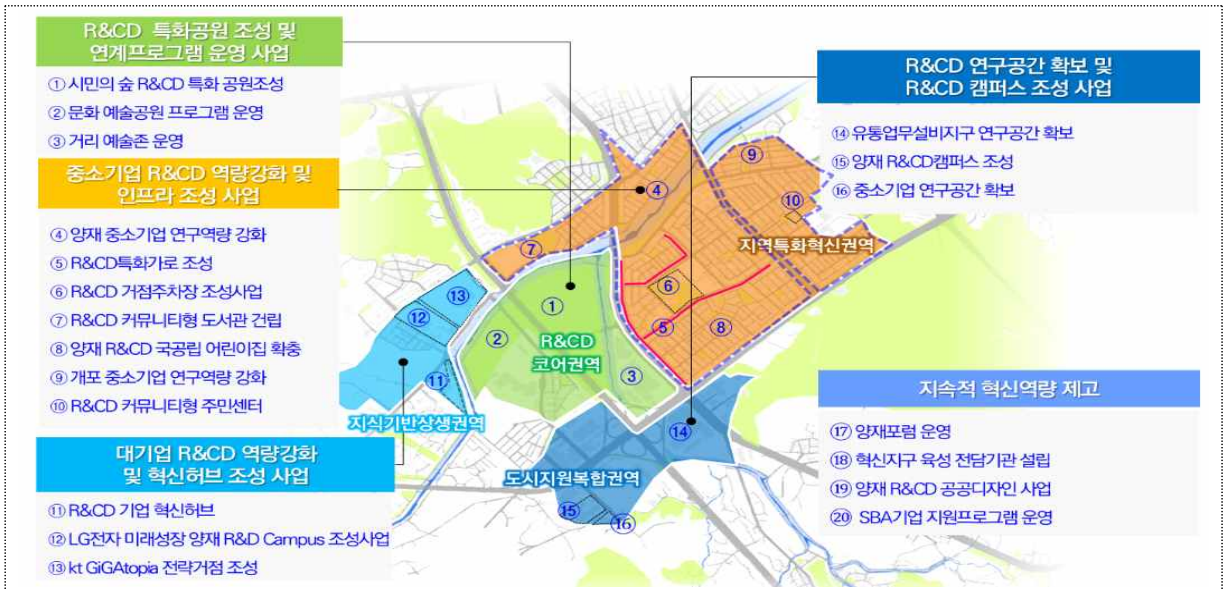 R&CD 특화공원 조성 및
연계프로그램 운영 사업
① 시민의 숲 R&CD 특화 공원조성
② 문화 예술공원 프로그램 운영
③ 거리 예술존 운영
중소기업 R&CD 역량강화 및
인프라 조성 사업
④ 양재 중소기업 연구역량 강화
⑤ R&CD특화가로 조성
⑥ R&CD 거점주차장 조성사업
⑦ R&CD 커뮤니티형 도서관 건립
⑧ 양재 R&CD 국공립 어린이집 확충
⑨ 개포 중소기업 연구역량 강화
⑩ R&CD 커뮤니티형 주민센터
대기업 R&CD 역량강화
및 혁신허브 조성 사업
⑪ R&CD 기업 혁신허브
⑫ LG전자 미래성장 양재 R&D Campus 조성사업
⑬ kt GiGAtopia 전략거점 조성
④
⑨
⑩
지역특화혁신권역
⑦
⑥
⑬
①
⑫
⑤
⑧
②
R&CD
코어권역
③
⑪
지식기반상생권역
⑭
도시지원복합권역
⑮
⑯
R&CD 연구공간 확보 및
R&CD 캠퍼스 조성 사업
⑭ 유통업무설비지구 연구공간 확보
⑮ 양재 R&CD캠퍼스 조성
⑯ 중소기업 연구공간 확보
지속적 혁신역량 제고
⑰ 양재포럼 운영
⑱ 혁신지구 육성 전담기관 설립
⑲ 양재 R&CD 공공디자인 사업
⑳ SBA기업 지원프로그램 운영